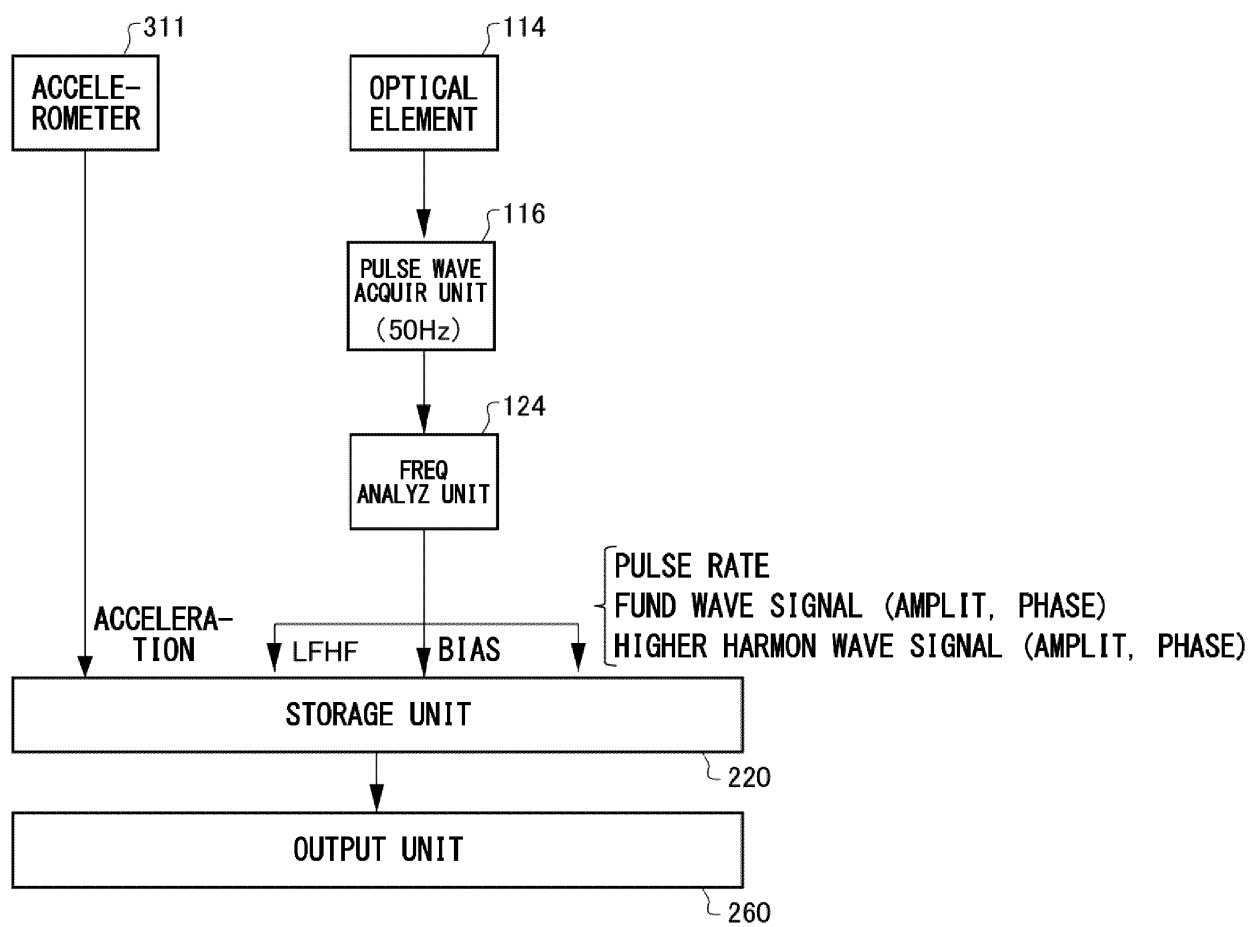 311
ACCELE-
ROMETER
114
OPTICAL
ELEMENT
116
PULSE WAVE
ACQUIR UNIT
(50Hz)
124
FREQ
ANALYZ UNIT
ACCELERA-
TION
LFHF
BIAS
PULSE RATE
FUND WAVE SIGNAL (AMPLIT, PHASE)
HIGHER HARMON WAVE SIGNAL (AMPLIT, PHASE)
STORAGE UNIT
220
OUTPUT UNIT
260